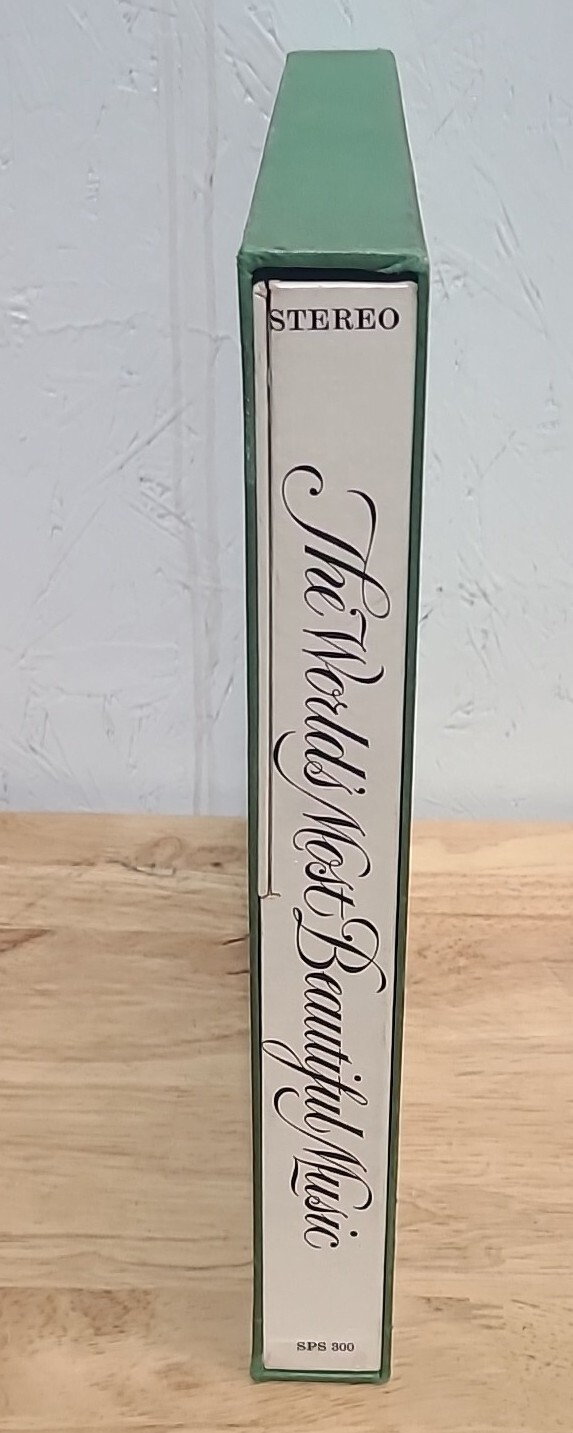 STEREO
The World's Most Beautiful Music
SPS 300